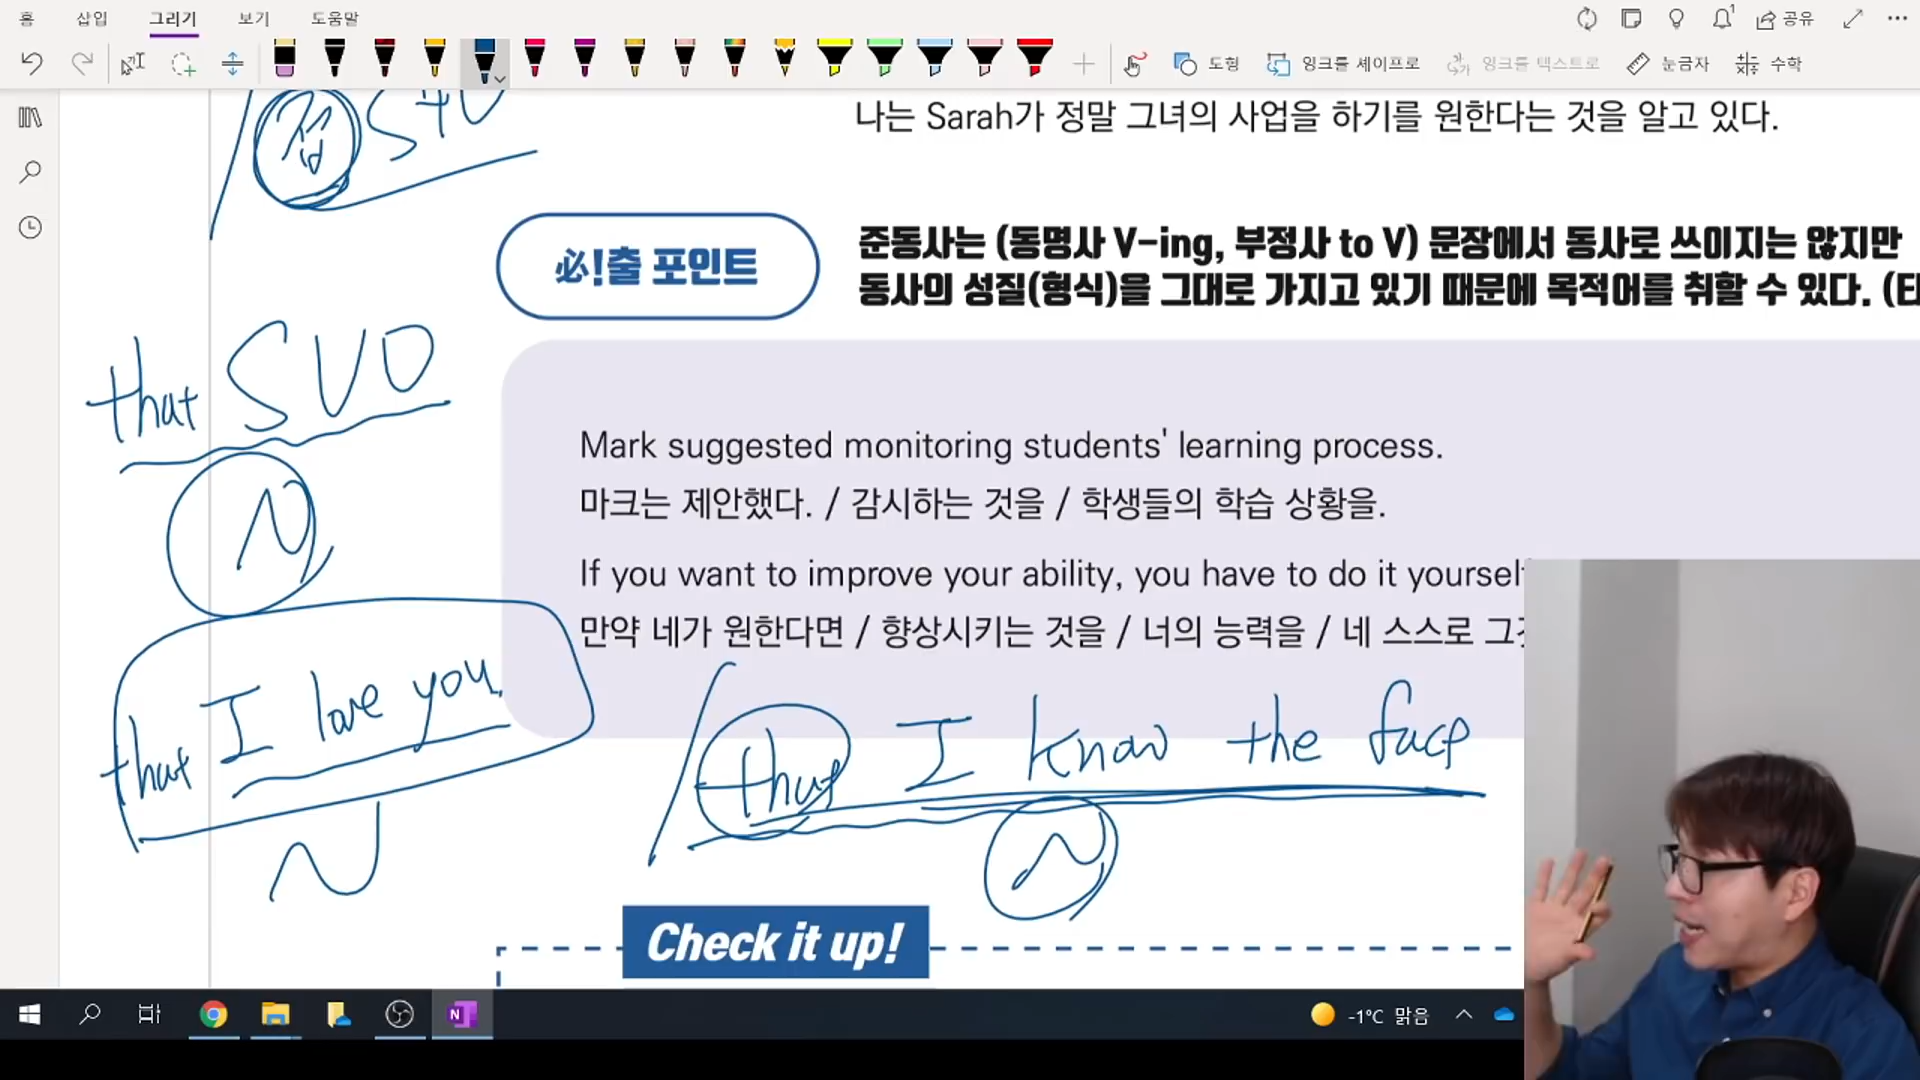 홈 삽입 그리기 보기 도움말
1 공유
도형 잉크를 셰이프로 잉크를 텍스트로 눈금자 수학
접 S+V
나는 Sarah가 정말 그녀의 사업을 하기를 원한다는 것을 알고 있다.
必!출 포인트
준동사는 (동명사 V-ing, 부정사 to V) 문장에서 동사로 쓰이지는 않지만
동사의 성질(형식)을 그대로 가지고 있기 때문에 목적어를 취할 수 있다.
that SVO
N
Mark suggested monitoring students' learning process.
마크는 제안했다. / 감시하는 것을 / 학생들의 학습 상황을.
If you want to improve your ability, you have to do it yourself
만약 네가 원한다면 / 향상시키는 것을 / 너의 능력을 / 네 스스로
that I love you.
N
that I know the face
N
Check it up!
N -1°C 맑음